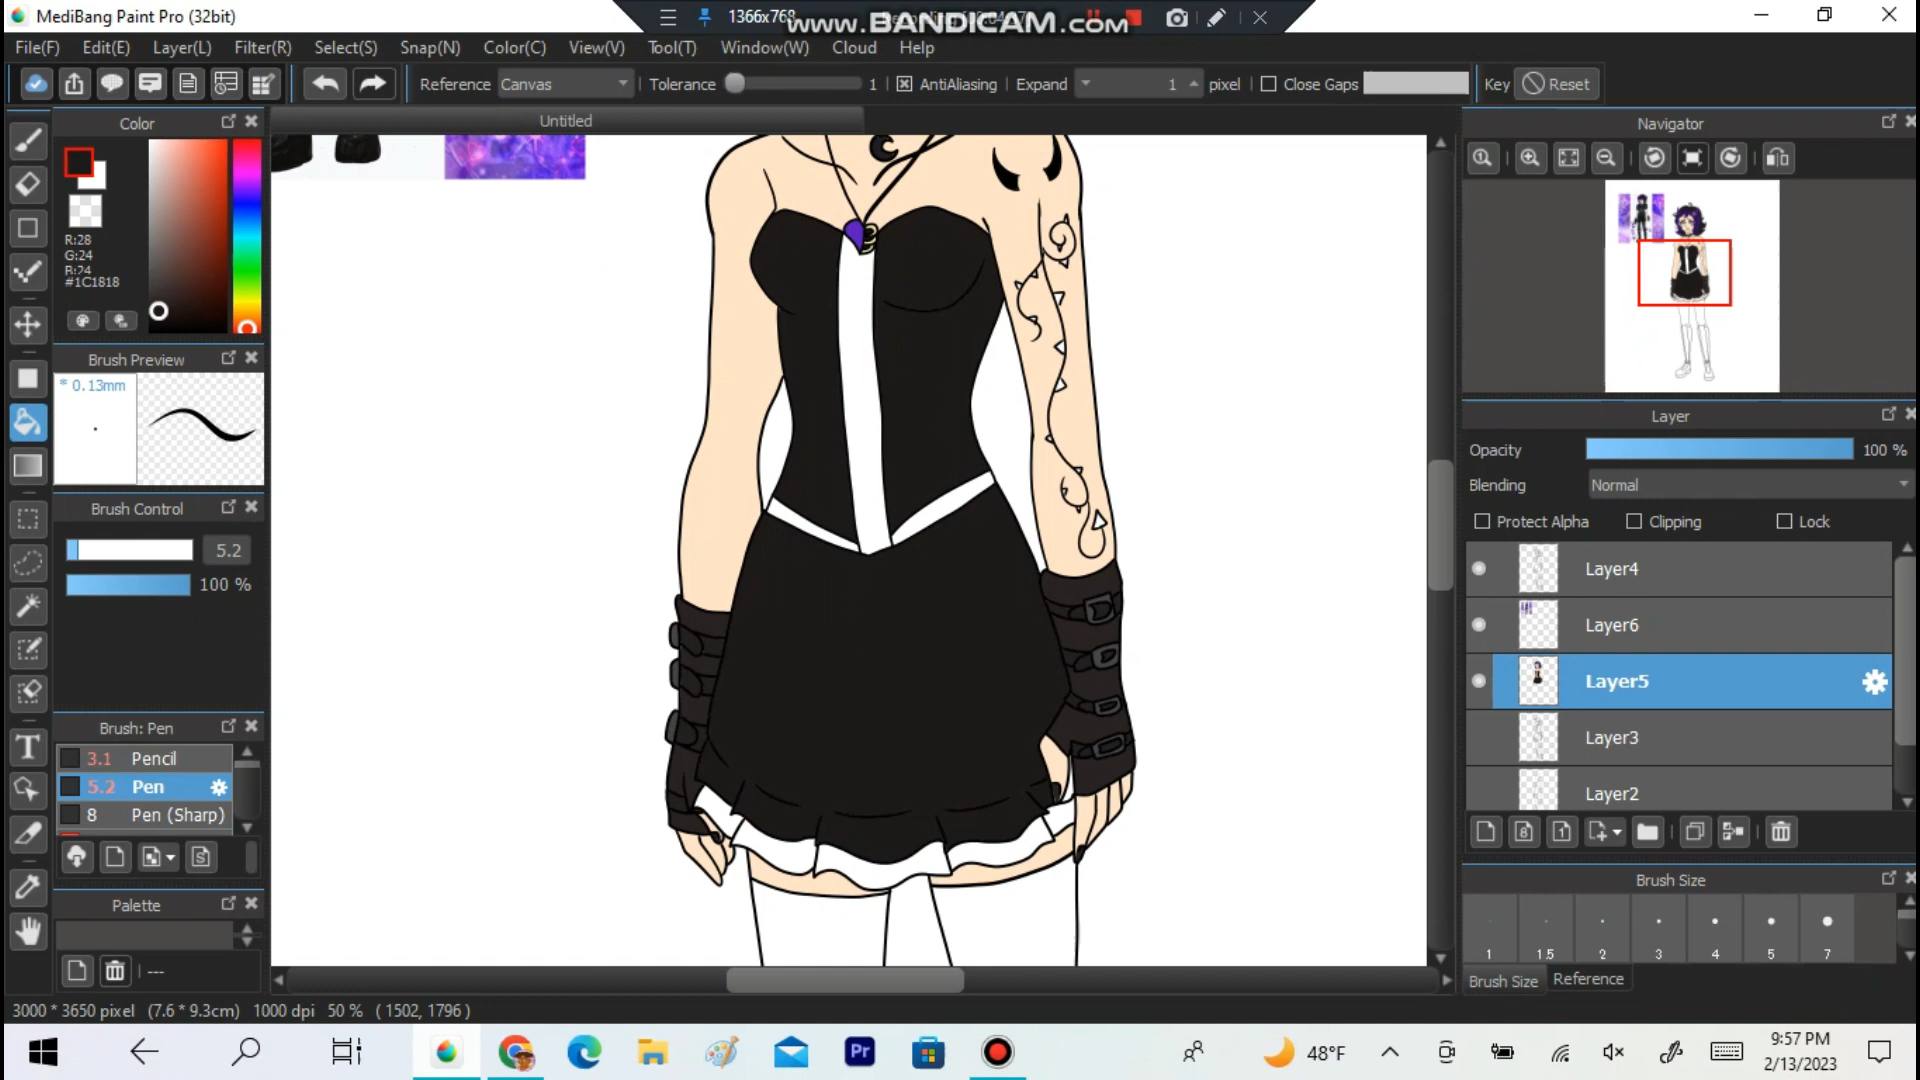 MediBang Paint Pro (32bit)
1366x768
www.BANDICAM.com
File(F) Edit(E) Layer(L) Filter(R) Select(S) Snap(N) Color(C) View(V) Tool(T) Window(W) Cloud Help
Reference Canvas Tolerance 1 AntiAliasing Expand 1 pixel Close Gaps Key Reset
Color
Untitled
Navigator
R:28
G:24
B:24
#1C1818
Brush Preview
* 0.13mm
Layer
Opacity 100 %
Blending Normal
Brush Control
Protect Alpha Clipping Lock
5.2
100 %
Layer4
Layer6
Layer5
Layer3
Layer2
Brush: Pen
3.1 Pencil
5.2 Pen
8 Pen (Sharp)
8 1
S
Brush Size
Palette
1 1.5 2 3 4 5 7
---
Brush Size Reference
3000 * 3650 pixel (7.6 * 9.3cm) 1000 dpi 50 % ( 1502, 1796 )
T
Pr
48°F
9:57 PM
2/13/2023